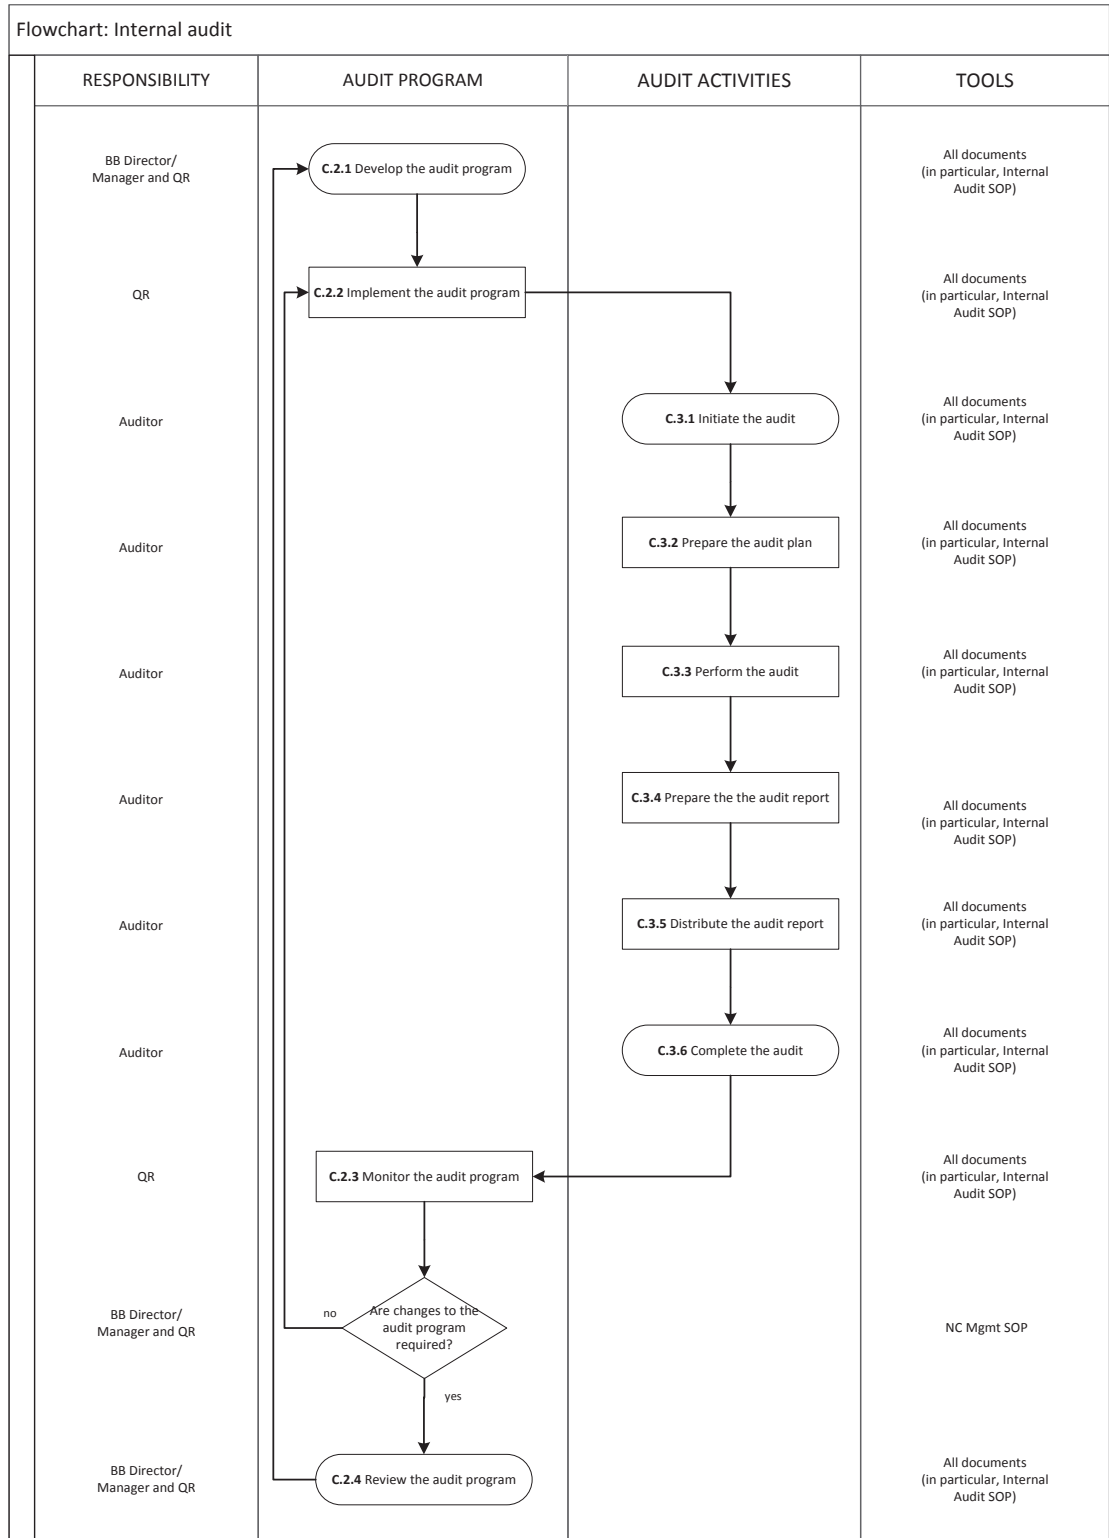 Flowchart: Internal audit
RESPONSIBILITY
AUDIT PROGRAM
AUDIT ACTIVITIES
TOOLS
BB Director/
Manager and QR
C.2.1 Develop the audit program
All documents
(in particular, Internal
Audit SOP)
QR
C.2.2 Implement the audit program
All documents
(in particular, Internal
Audit SOP)
Auditor
C.3.1 Initiate the audit
All documents
(in particular, Internal
Audit SOP)
Auditor
C.3.2 Prepare the audit plan
All documents
(in particular, Internal
Audit SOP)
Auditor
C.3.3 Perform the audit
All documents
(in particular, Internal
Audit SOP)
Auditor
C.3.4 Prepare the the audit report
All documents
(in particular, Internal
Audit SOP)
Auditor
C.3.5 Distribute the audit report
All documents
(in particular, Internal
Audit SOP)
Auditor
C.3.6 Complete the audit
All documents
(in particular, Internal
Audit SOP)
QR
C.2.3 Monitor the audit program
All documents
(in particular, Internal
Audit SOP)
BB Director/
Manager and QR
no
Are changes to the
audit program
required?
NC Mgmt SOP
yes
BB Director/
Manager and QR
C.2.4 Review the audit program
All documents
(in particular, Internal
Audit SOP)